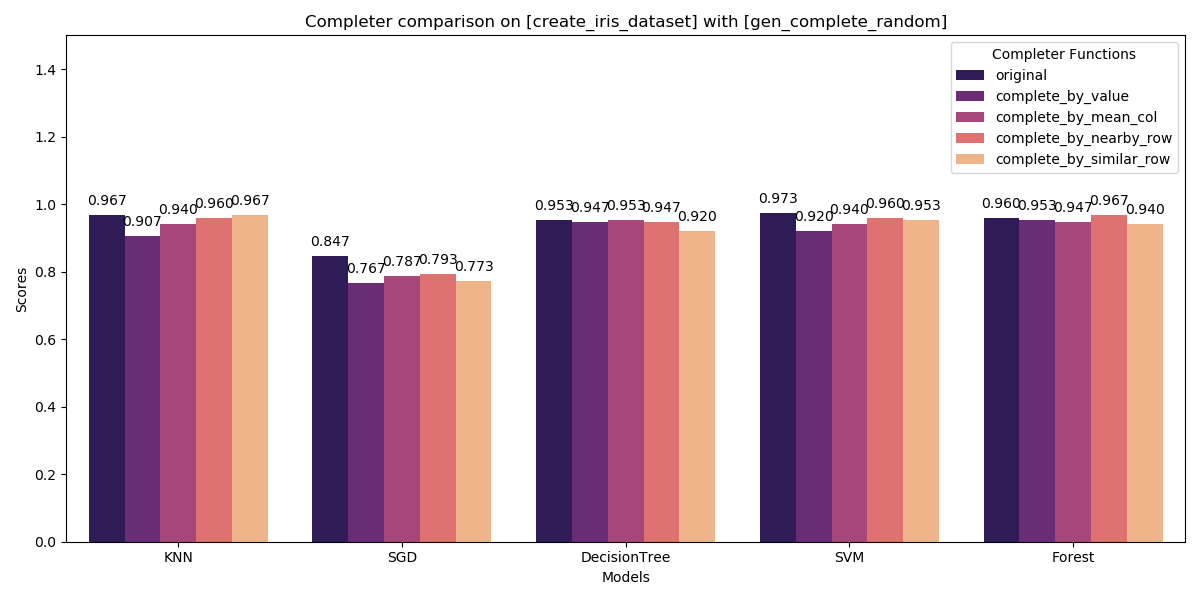 Completer comparison on [create_iris_dataset] with [gen_complete_random]
Completer Functions
original
complete_by_value
complete_by_mean_col
complete_by_nearby_row
complete_by_similar_row
Scores
1.4
1.2
1.0
0.8
0.6
0.4
0.2
0.0
0.967
0.907
0.940
0.960
0.967
0.847
0.767
0.787
0.793
0.773
0.953
0.947
0.953
0.947
0.920
0.973
0.920
0.940
0.960
0.953
0.960
0.953
0.947
0.967
0.940
KNN
SGD
DecisionTree
SVM
Forest
Models